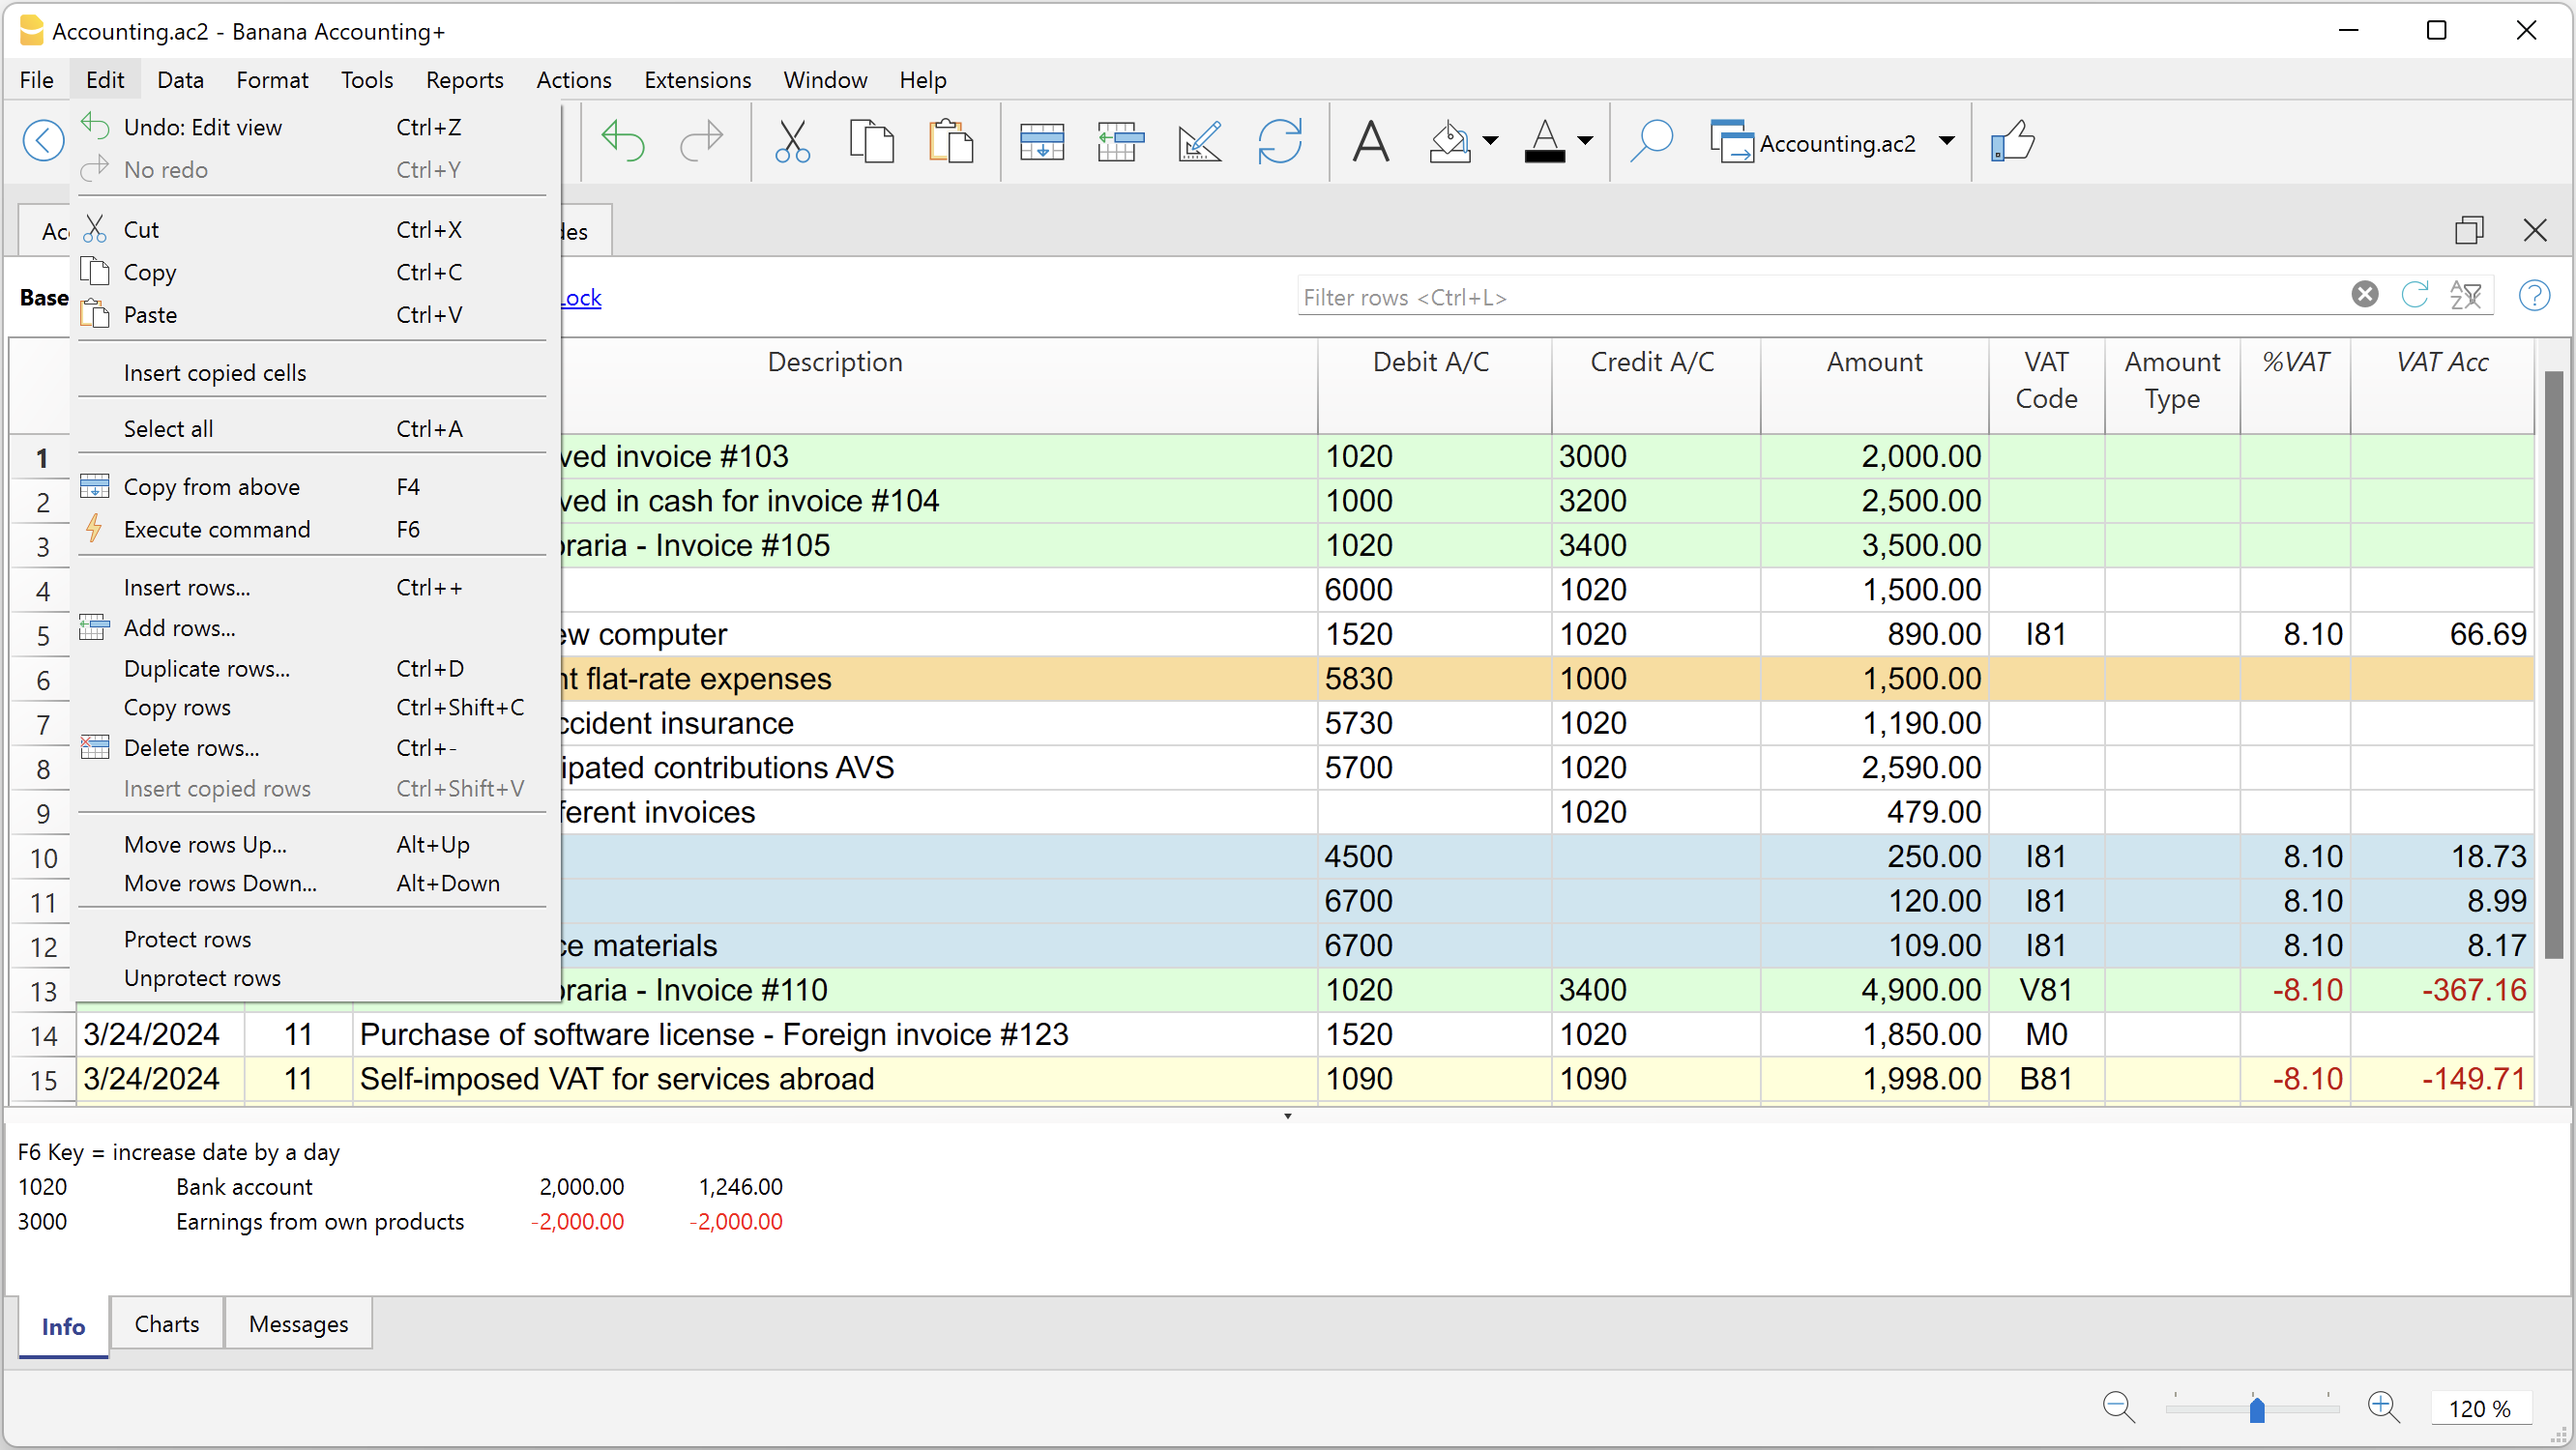 Accounting.ac2 - Banana Accounting+
File Edit Data Format Tools Reports Actions Extensions Window Help
Undo: Edit view Ctrl+Z
No redo Ctrl+Y
Accounting.ac2
Cut Ctrl+X
Copy Ctrl+C
Paste Ctrl+V
Insert copied cells
Select all Ctrl+A
Copy from above F4
Execute command F6
Insert rows... Ctrl++
Add rows...
Duplicate rows... Ctrl+D
Copy rows Ctrl+Shift+C
Delete rows... Ctrl+-
Insert copied rows Ctrl+Shift+V
Move rows Up... Alt+Up
Move rows Down... Alt+Down
Protect rows
Unprotect rows
Base Lock Filter rows <Ctrl+L>
Description Debit A/C Credit A/C Amount VAT Code Amount Type %VAT VAT Acc
1 invoice #103 1020 3000 2,000.00
2 in cash for invoice #104 1000 3200 2,500.00
3 - Invoice #105 1020 3400 3,500.00
4 6000 1020 1,500.00
5 computer 1520 1020 890.00 I81 8.10 66.69
6 flat-rate expenses 5830 1000 1,500.00
7 insurance 5730 1020 1,190.00
8 contributions AVS 5700 1020 2,590.00
9 invoices 1020 479.00
10 4500 250.00 I81 8.10 18.73
11 6700 120.00 I81 8.10 8.99
12 materials 6700 109.00 I81 8.10 8.17
13 - Invoice #110 1020 3400 4,900.00 V81 -8.10 -367.16
14 3/24/2024 11 Purchase of software license - Foreign invoice #123 1520 1020 1,850.00 M0
15 3/24/2024 11 Self-imposed VAT for services abroad 1090 1090 1,998.00 B81 -8.10 -149.71
F6 Key = increase date by a day
1020 Bank account 2,000.00 1,246.00
3000 Earnings from own products -2,000.00 -2,000.00
Info Charts Messages
120 %